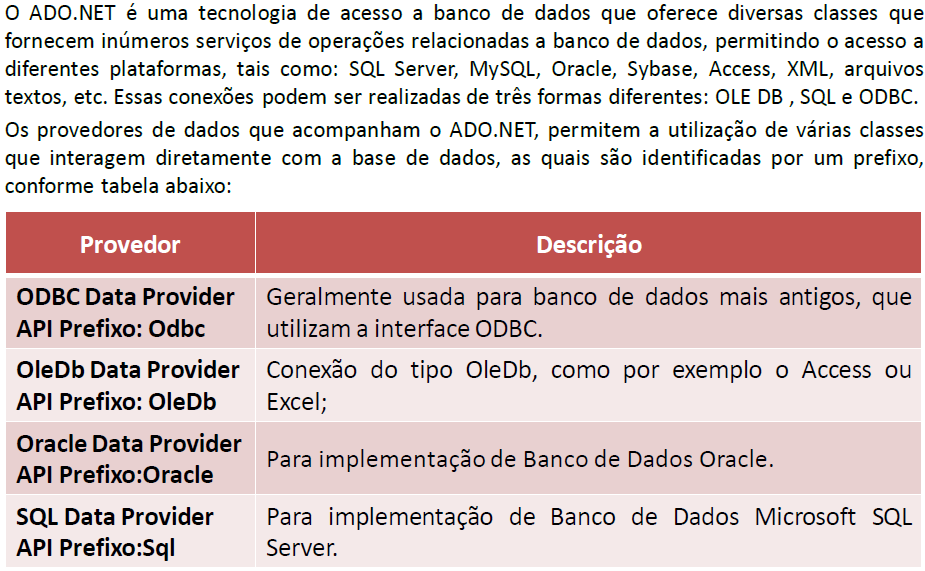 O ADO.NET é uma tecnologia de acesso a banco de dados que oferece diversas classes que
fornecem inúmeros serviços de operações relacionadas a banco de dados, permitindo o acesso a
diferentes plataformas, tais como: SQL Server, MySQL, Oracle, Sybase, Access, XML, arquivos
textos, etc. Essas conexões podem ser realizadas de três formas diferentes: OLE DB , SQL e ODBC.
Os provedores de dados que acompanham o ADO.NET, permitem a utilização de várias classes
que interagem diretamente com a base de dados, as quais são identificadas por um prefixo,
conforme tabela abaixo:
Provedor
Descrição
ODBC Data Provider
API Prefixo: Odbc
Geralmente usada para banco de dados mais antigos, que
utilizam a interface ODBC.
OleDb Data Provider
API Prefixo: OleDb
Conexão do tipo OleDb, como por exemplo o Access ou
Excel;
Oracle Data Provider
API Prefixo:Oracle
Para implementação de Banco de Dados Oracle.
SQL Data Provider
API Prefixo:Sql
Para implementação de Banco de Dados Microsoft SQL
Server.